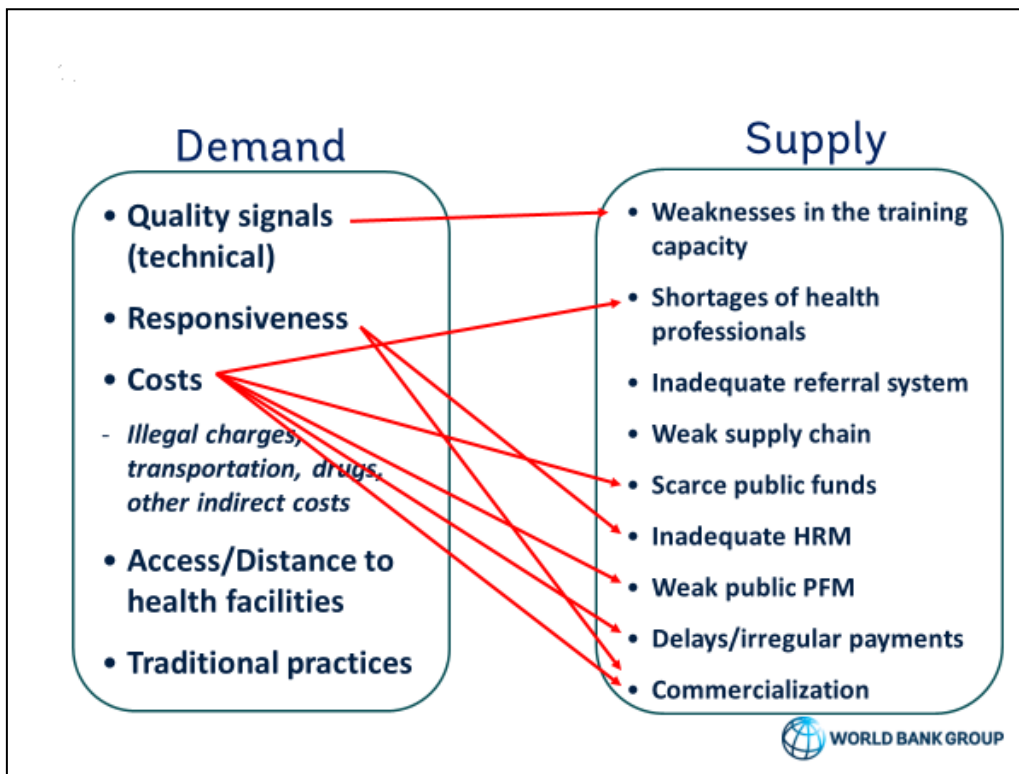 Demand
• Quality signals
(technical)
• Responsiveness
• Costs
- Illegal charges,
transportation, drugs,
other indirect costs
• Access/Distance to
health facilities
• Traditional practices
Supply
• Weaknesses in the training
capacity
• Shortages of health
professionals
• Inadequate referral system
• Weak supply chain
• Scarce public funds
• Inadequate HRM
• Weak public PFM
• Delays/irregular payments
• Commercialization
WORLD BANK GROUP